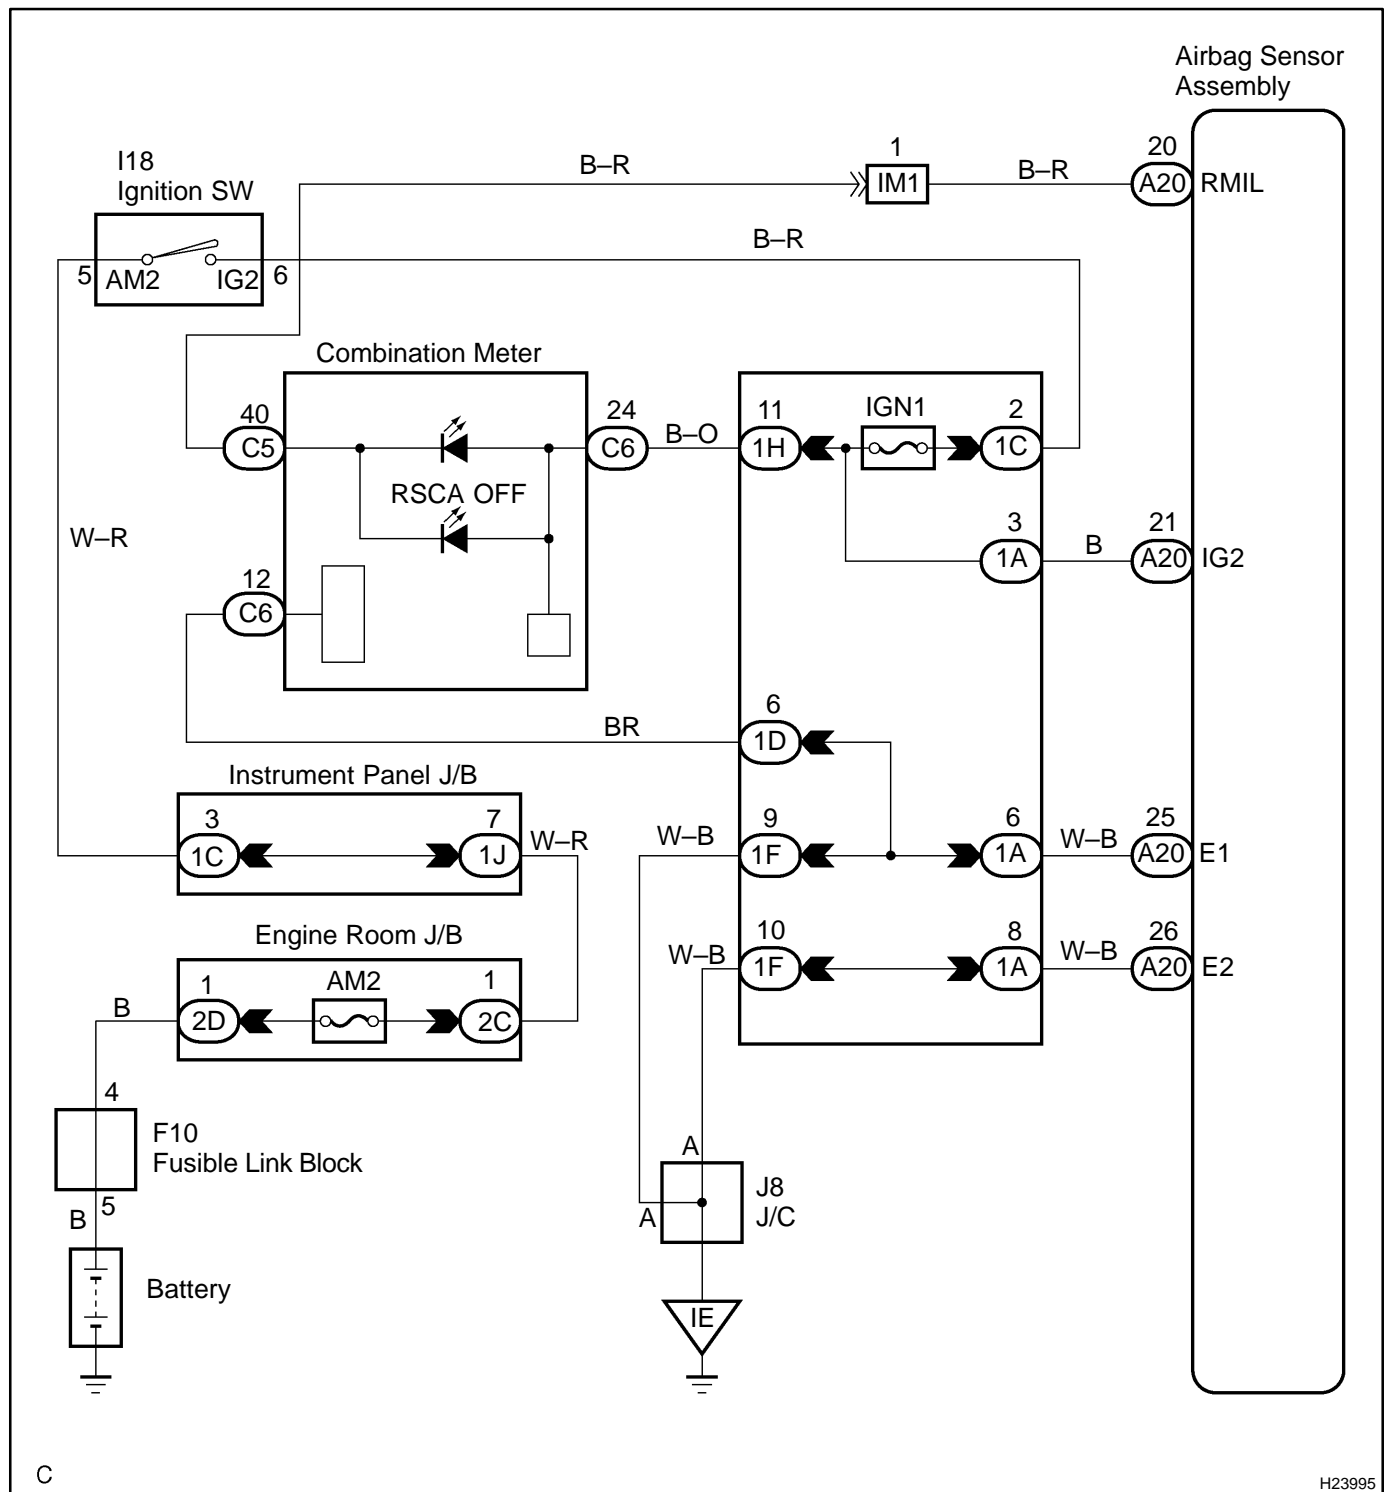 Airbag Sensor
Assembly
I18
Ignition SW
B–R
1
IM1
B–R
20
A20
RMIL
B–R
5
AM2
IG2
6
Combination Meter
40
C5
24
C6
B–O
11
1H
IGN1
2
1C
RSCA OFF
W–R
3
1A
B
21
A20
IG2
12
C6
6
1D
BR
Instrument Panel J/B
3
1C
7
1J
W–R
W–B
9
1F
6
1A
W–B
25
A20
E1
Engine Room J/B
10
1F
W–B
8
1A
W–B
26
A20
E2
B
1
2D
AM2
1
2C
4
F10
Fusible Link Block
5
B
A
A
J8
J/C
Battery
IE
C
H23995